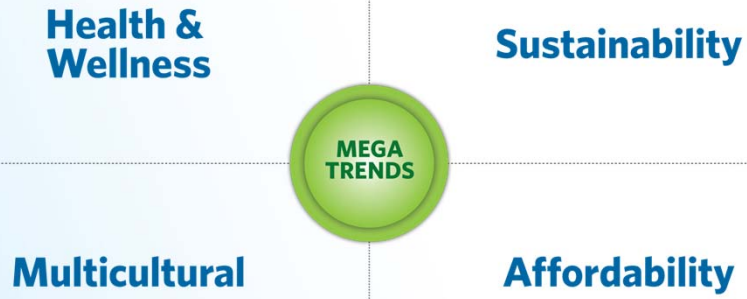 Health &
Wellness
Sustainability
MEGA
TRENDS
Multicultural
Affordability